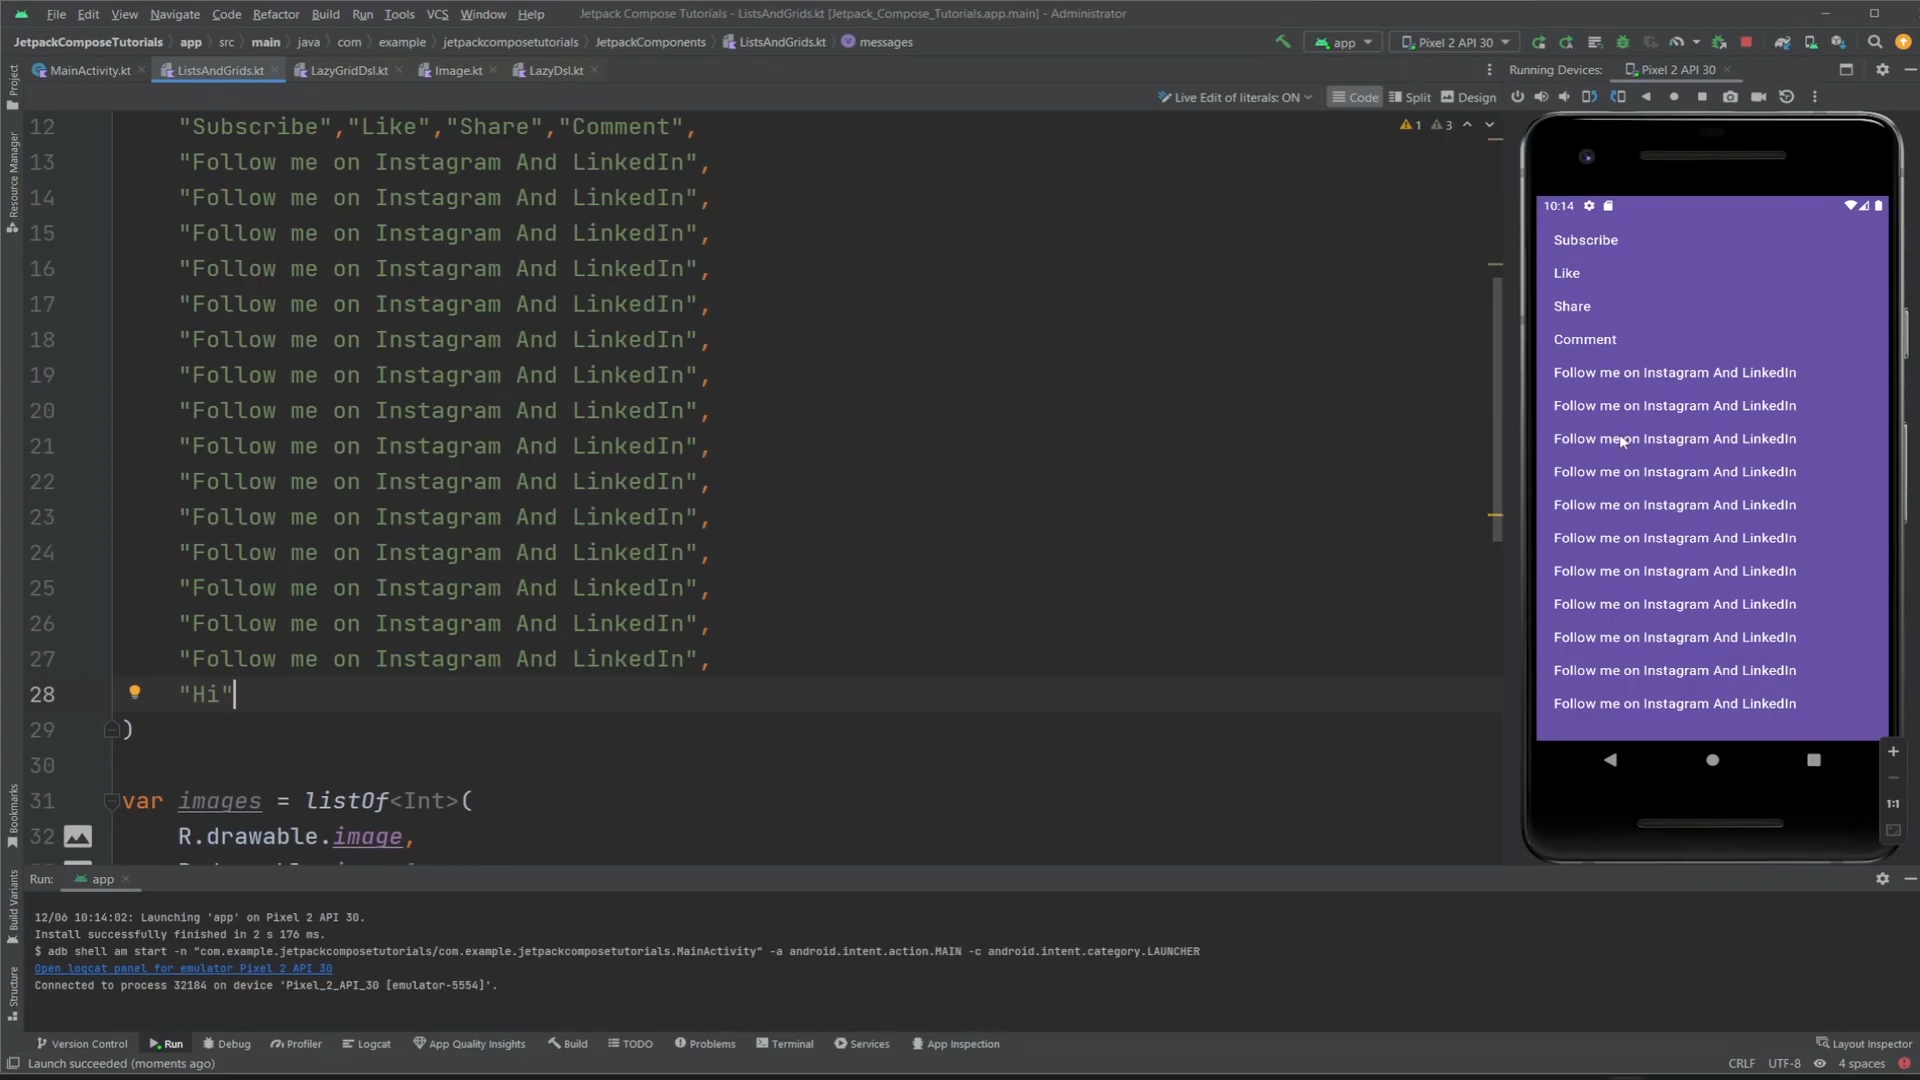 File Edit View Navigate Code Refactor Build Run Tools VCS Window Help Jetpack Compose Tutorials - ListsAndGrids.kt [Jetpack_Compose_Tutorials.app.main] - Administrator
JetpackComposeTutorials app src main java com example jetpackcomposetutorials JetpackComponents ListsAndGrids.kt messages app Pixel 2 API 30
MainActivity.kt ListsAndGrids.kt LazyGridDsl.kt Image.kt LazyDsl.kt Running Devices: Pixel 2 API 30
Live Edit of literals: ON Code Split Design
Project
Resource Manager
Bookmarks
Build Variants
Structure
1 3
12 "Subscribe","Like","Share","Comment",
13 "Follow me on Instagram And LinkedIn",
14 "Follow me on Instagram And LinkedIn",
15 "Follow me on Instagram And LinkedIn",
16 "Follow me on Instagram And LinkedIn",
17 "Follow me on Instagram And LinkedIn",
18 "Follow me on Instagram And LinkedIn",
19 "Follow me on Instagram And LinkedIn",
20 "Follow me on Instagram And LinkedIn",
21 "Follow me on Instagram And LinkedIn",
22 "Follow me on Instagram And LinkedIn",
23 "Follow me on Instagram And LinkedIn",
24 "Follow me on Instagram And LinkedIn",
25 "Follow me on Instagram And LinkedIn",
26 "Follow me on Instagram And LinkedIn",
27 "Follow me on Instagram And LinkedIn",
28 "Hi"
29 )
30
31 var images = listOf<Int>(
32 R.drawable.image,
10:14
Subscribe
Like
Share
Comment
Follow me on Instagram And LinkedIn
Follow me on Instagram And LinkedIn
Follow me on Instagram And LinkedIn
Follow me on Instagram And LinkedIn
Follow me on Instagram And LinkedIn
Follow me on Instagram And LinkedIn
Follow me on Instagram And LinkedIn
Follow me on Instagram And LinkedIn
Follow me on Instagram And LinkedIn
Follow me on Instagram And LinkedIn
Follow me on Instagram And LinkedIn
1:1
Run: app
12/06 10:14:02: Launching 'app' on Pixel 2 API 30.
Install successfully finished in 2 s 176 ms.
$ adb shell am start -n "com.example.jetpackcomposetutorials/com.example.jetpackcomposetutorials.MainActivity" -a android.intent.action.MAIN -c android.intent.category.LAUNCHER
Open logcat panel for emulator Pixel 2 API 30
Connected to process 32184 on device 'Pixel_2_API_30 [emulator-5554]'.
Version Control Run Debug Profiler Logcat App Quality Insights Build TODO Problems Terminal Services App Inspection Layout Inspector
Launch succeeded (moments ago) CRLF UTF-8 4 spaces